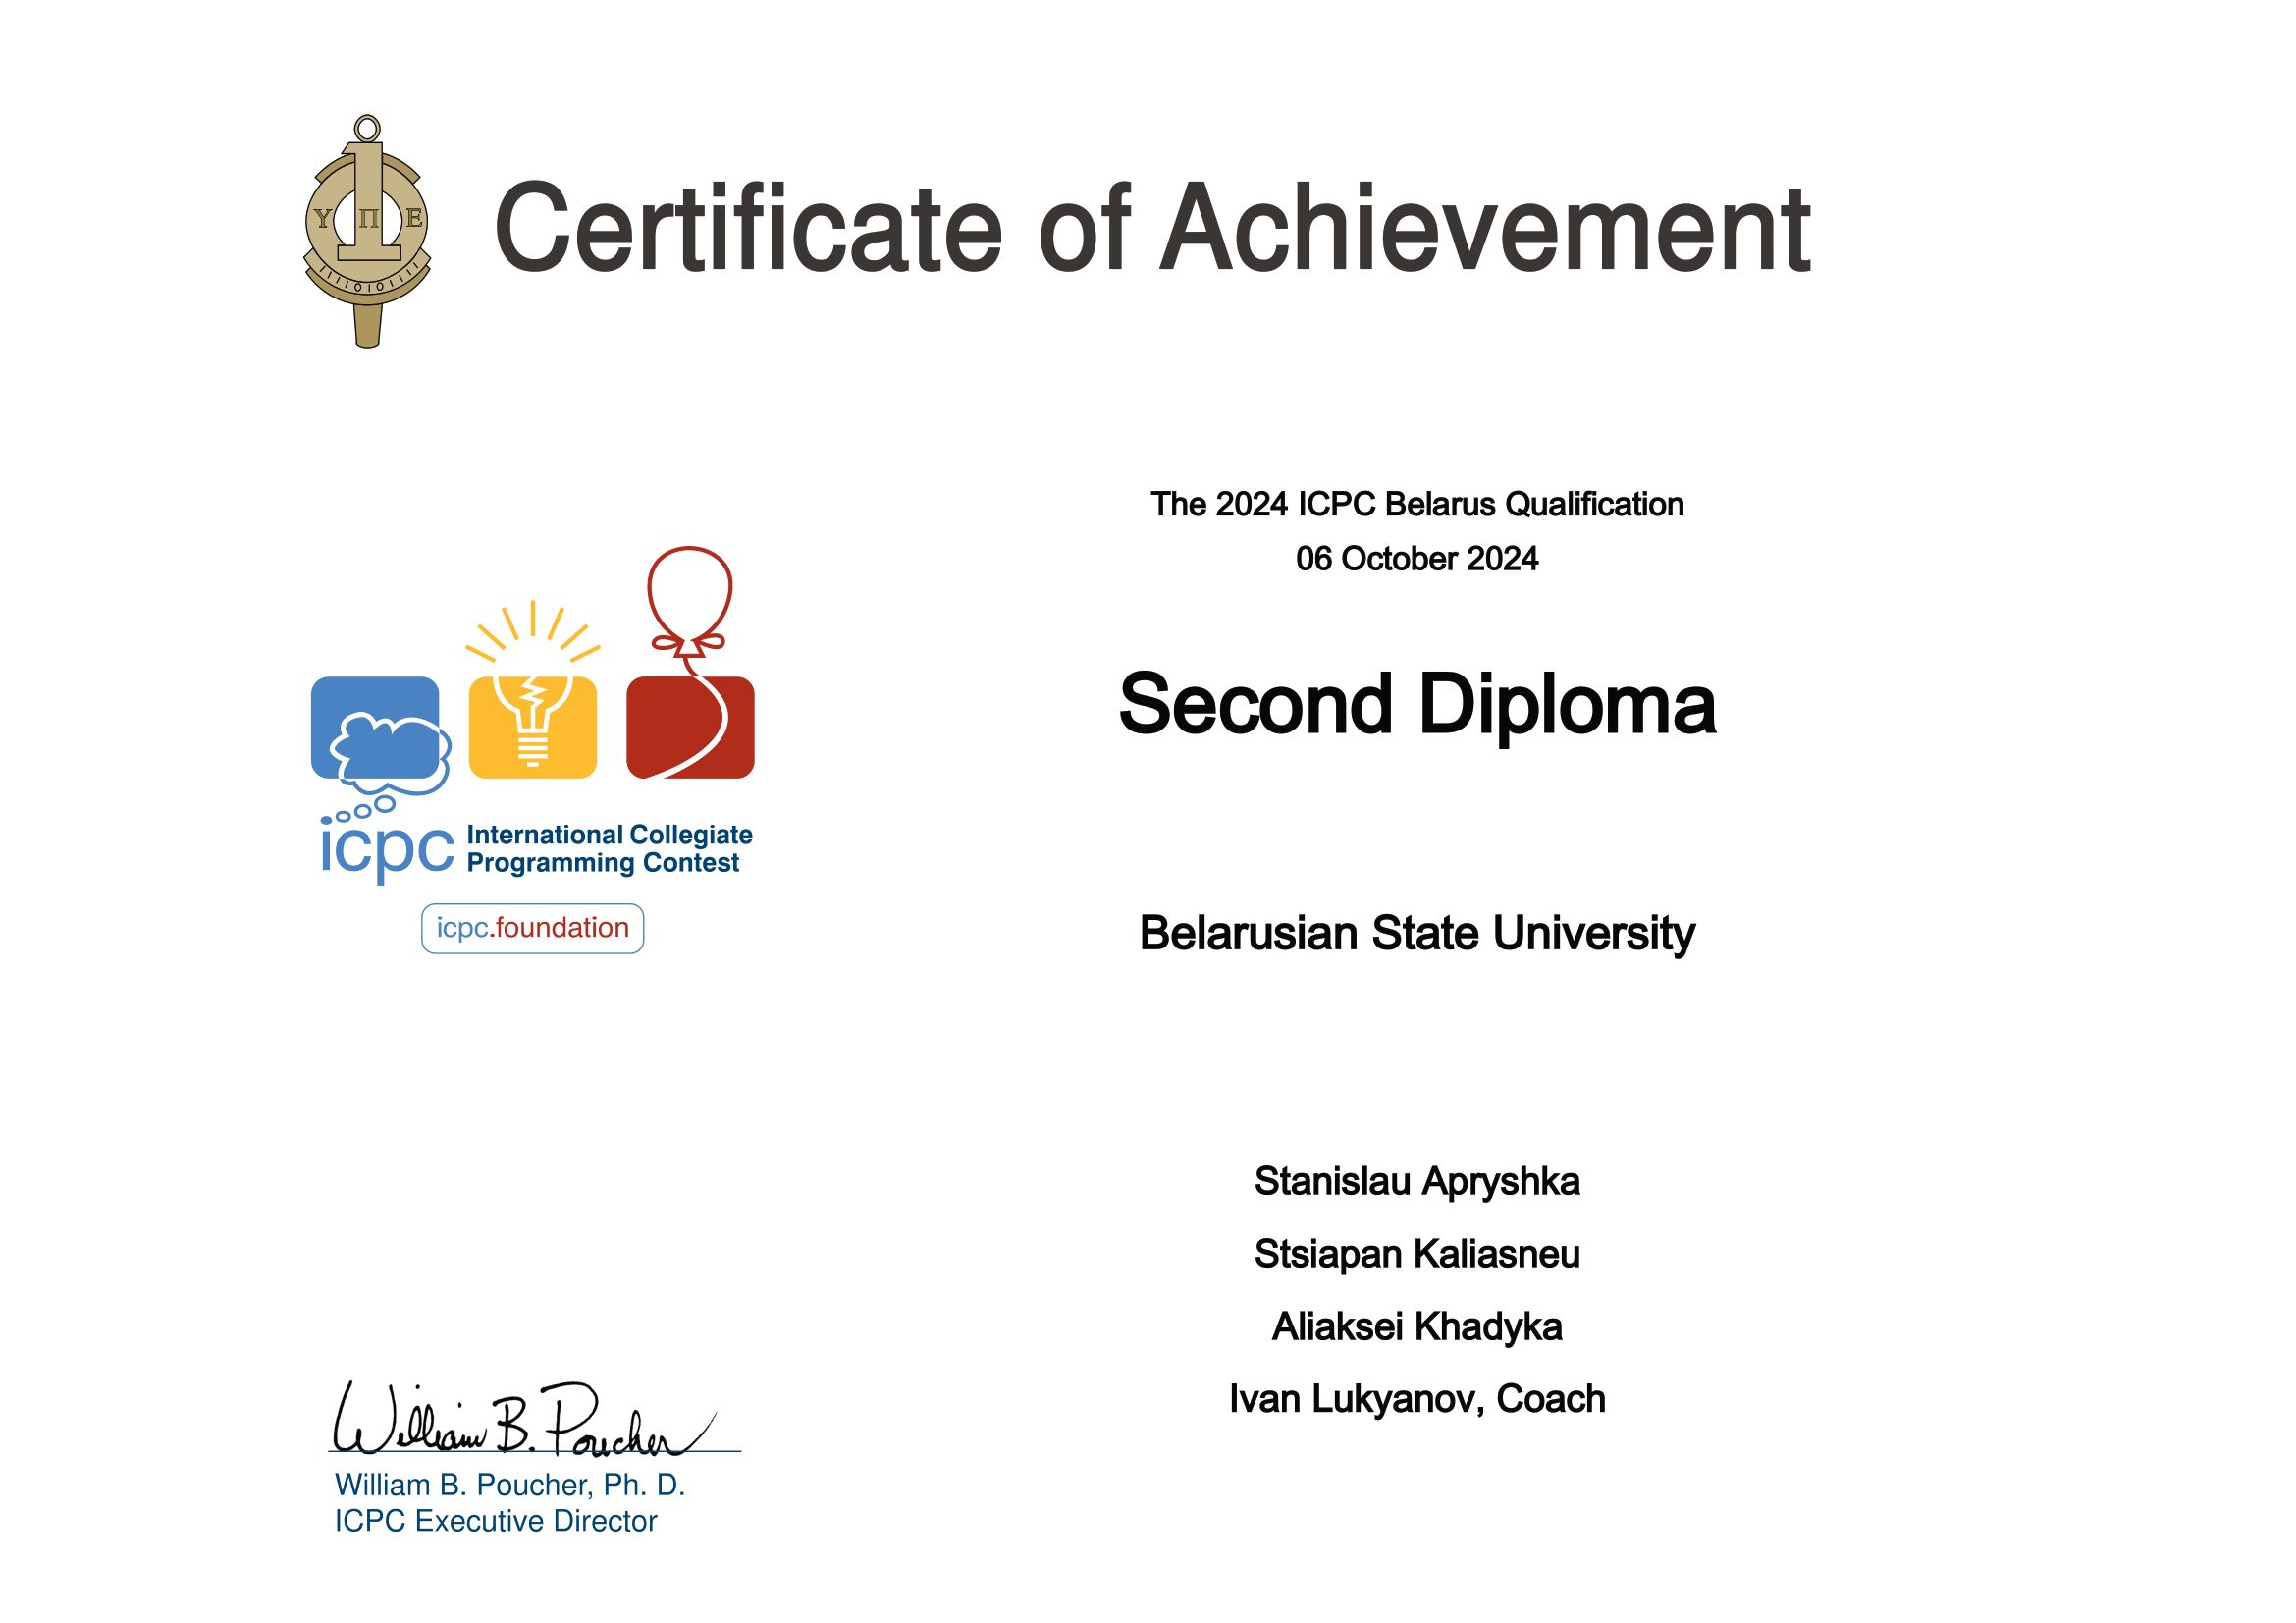 Certificate of Achievement
Υ Π Ε
The 2024 ICPC Belarus Qualification
06 October 2024
Second Diploma
Belarusian State University
icpc International Collegiate
Programming Contest
icpc.foundation
Stanislau Apryshka
Stsiapan Kaliasneu
Aliaksei Khadyka
Ivan Lukyanov, Coach
William B. Poucher
William B. Poucher, Ph. D.
ICPC Executive Director